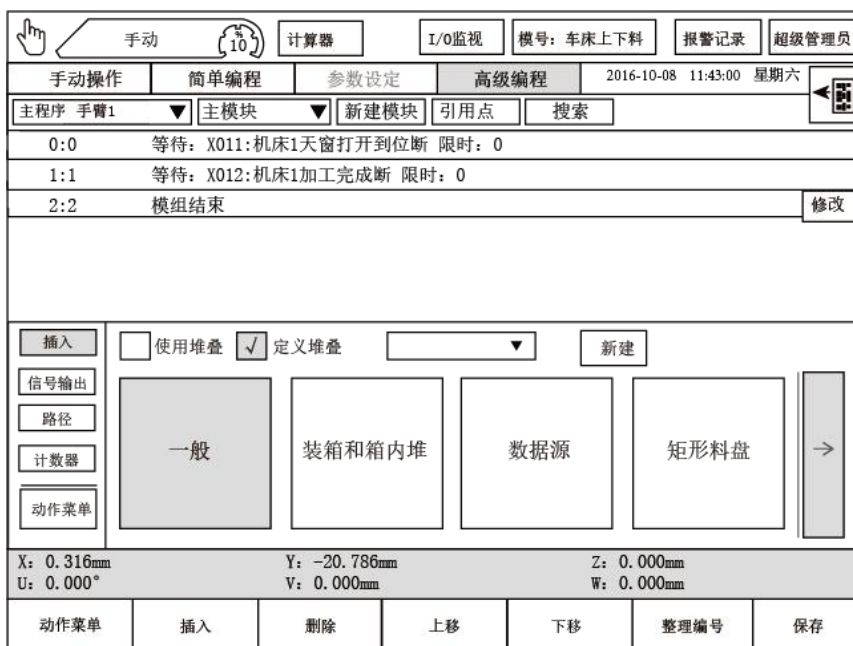 手动 % 10 计算器 I/O监视 模号：车床上下料 报警记录 超级管理员
手动操作 简单编程 参数设定 高级编程 2016-10-08 11:43:00 星期六
主程序 手臂1 ▼ 主模块 ▼ 新建模块 引用点 搜索
0:0 等待：X011:机床1天窗打开到位断 限时：0
1:1 等待：X012:机床1加工完成断 限时：0
2:2 模组结束 修改
插入 使用堆叠 √ 定义堆叠 ▼ 新建
信号输出
路径
计数器 一般 装箱和箱内堆 数据源 矩形料盘 →
动作菜单
X：0.316mm Y：-20.786mm Z：0.000mm
U：0.000° V：0.000mm W：0.000mm
动作菜单 插入 删除 上移 下移 整理编号 保存